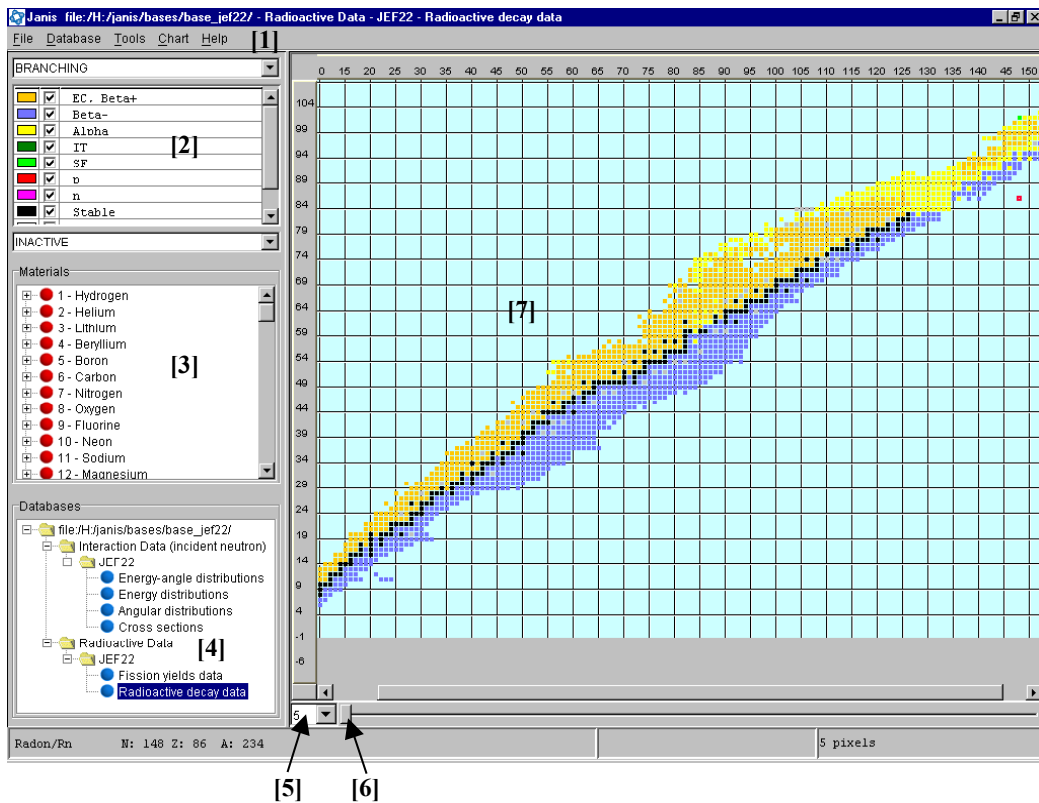 Janis file:/H:/janis/bases/base_jef22/ - Radioactive Data - JEF22 - Radioactive decay data
File Database Tools Chart Help [1]
BRANCHING
EC. Beta+
Beta-
Alpha
[2]
IT
SF
p
n
Stable
INACTIVE
Materials
1 - Hydrogen
2 - Helium
3 - Lithium
4 - Beryllium
5 - Boron
[3]
6 - Carbon
7 - Nitrogen
8 - Oxygen
9 - Fluorine
10 - Neon
11 - Sodium
12 - Magnesium
Databases
file:/H:/janis/bases/base_jef22/
Interaction Data (incident neutron)
JEF22
Energy-angle distributions
Energy distributions
Angular distributions
Cross sections
Radioactive Data
[4]
JEF22
Fission yields data
Radioactive decay data
0 15 20 25 30 35 40 45 50 55 60 65 70 75 80 85 90 95 100 105 110 115 120 125 130 135 140 45 150
104
99
94
89
84
79
74
69
64
[7]
59
54
49
44
39
34
29
24
19
14
9
4
-1
-6
5
Radon/Rn N: 148 Z: 86 A: 234
5 pixels
[5] [6]